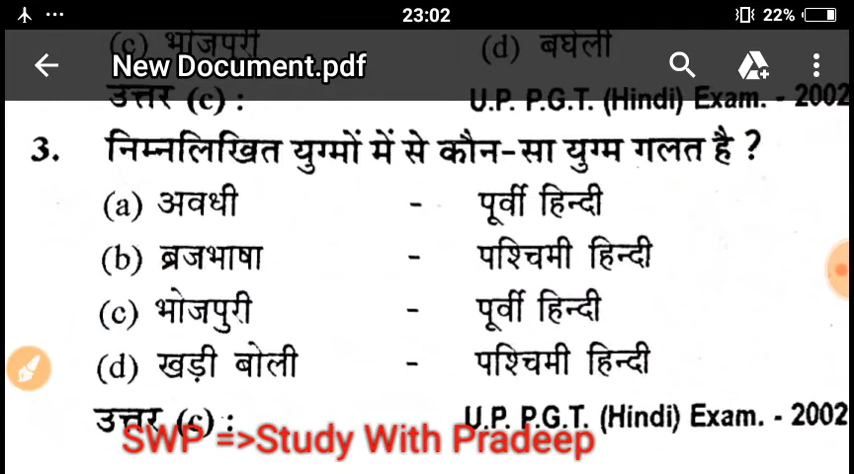 23:02
22%
(c) भोजपुरी (d) बघेली
New Document.pdf
उत्तर (c) : U.P. P.G.T. (Hindi) Exam. - 2002
3. निम्नलिखित युग्मों में से कौन-सा युग्म गलत है ?
(a) अवधी - पूर्वी हिन्दी
(b) ब्रजभाषा - पश्चिमी हिन्दी
(c) भोजपुरी - पूर्वी हिन्दी
(d) खड़ी बोली - पश्चिमी हिन्दी
उत्तर (c) : U.P. P.G.T. (Hindi) Exam. - 2002
SWP =>Study With Pradeep